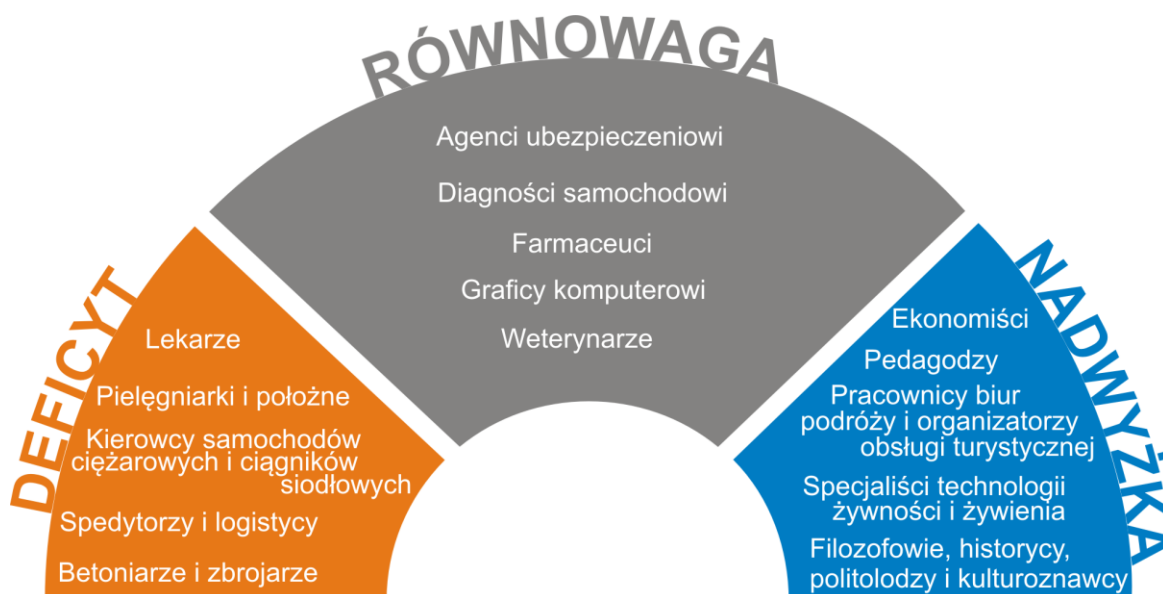 RÓWNOWAGA
Agenci ubezpieczeniowi
Diagności samochodowi
Farmaceuci
Graficy komputerowi
Weterynarze
DEFICYT
Lekarze
Pielęgniarki i położne
Kierowcy samochodów
ciężarowych i ciągników
siodłowych
Spedytorzy i logistycy
Betoniarze i zbrojarze
NADWYŻKA
Ekonomiści
Pedagodzy
Pracownicy biur
podróży i organizatorzy
obsługi turystycznej
Specjaliści technologii
żywności i żywienia
Filozofowie, historycy,
politolodzy i kulturoznawcy